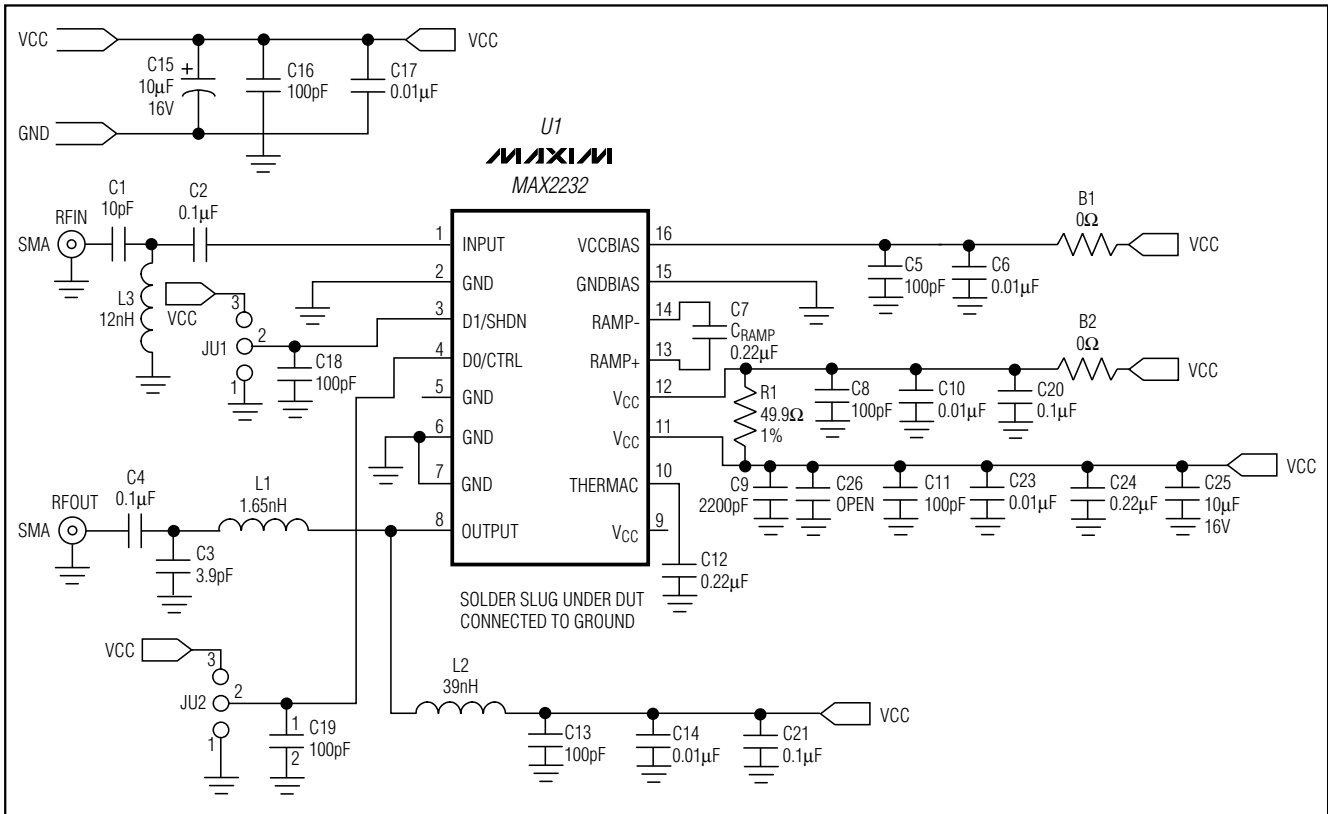 VCC
VCC
C15
+
10µF
16V
C16
100pF
C17
0.01µF
GND
U1
MAXIM
MAX2232
C1
10pF
C2
0.1µF
RFIN
SMA
L3
12nH
VCC
3
2
JU1
1
C18
100pF
1
INPUT
2
GND
3
D1/SHDN
4
D0/CTRL
5
GND
6
GND
7
GND
8
OUTPUT
VCCBIAS
16
GNDBIAS
15
RAMP-
14
RAMP+
13
VCC
12
VCC
11
THERMAC
10
VCC
9
B1
0Ω
VCC
C5
100pF
C6
0.01µF
C7
CRAMP
0.22µF
B2
0Ω
VCC
R1
49.9Ω
1%
C8
100pF
C10
0.01µF
C20
0.1µF
VCC
C9
2200pF
C26
OPEN
C11
100pF
C23
0.01µF
C24
0.22µF
C25
10µF
16V
C12
0.22µF
C4
0.1µF
RFOUT
SMA
L1
1.65nH
C3
3.9pF
SOLDER SLUG UNDER DUT
CONNECTED TO GROUND
VCC
3
2
JU2
1
1
C19
100pF
2
L2
39nH
VCC
C13
100pF
C14
0.01µF
C21
0.1µF